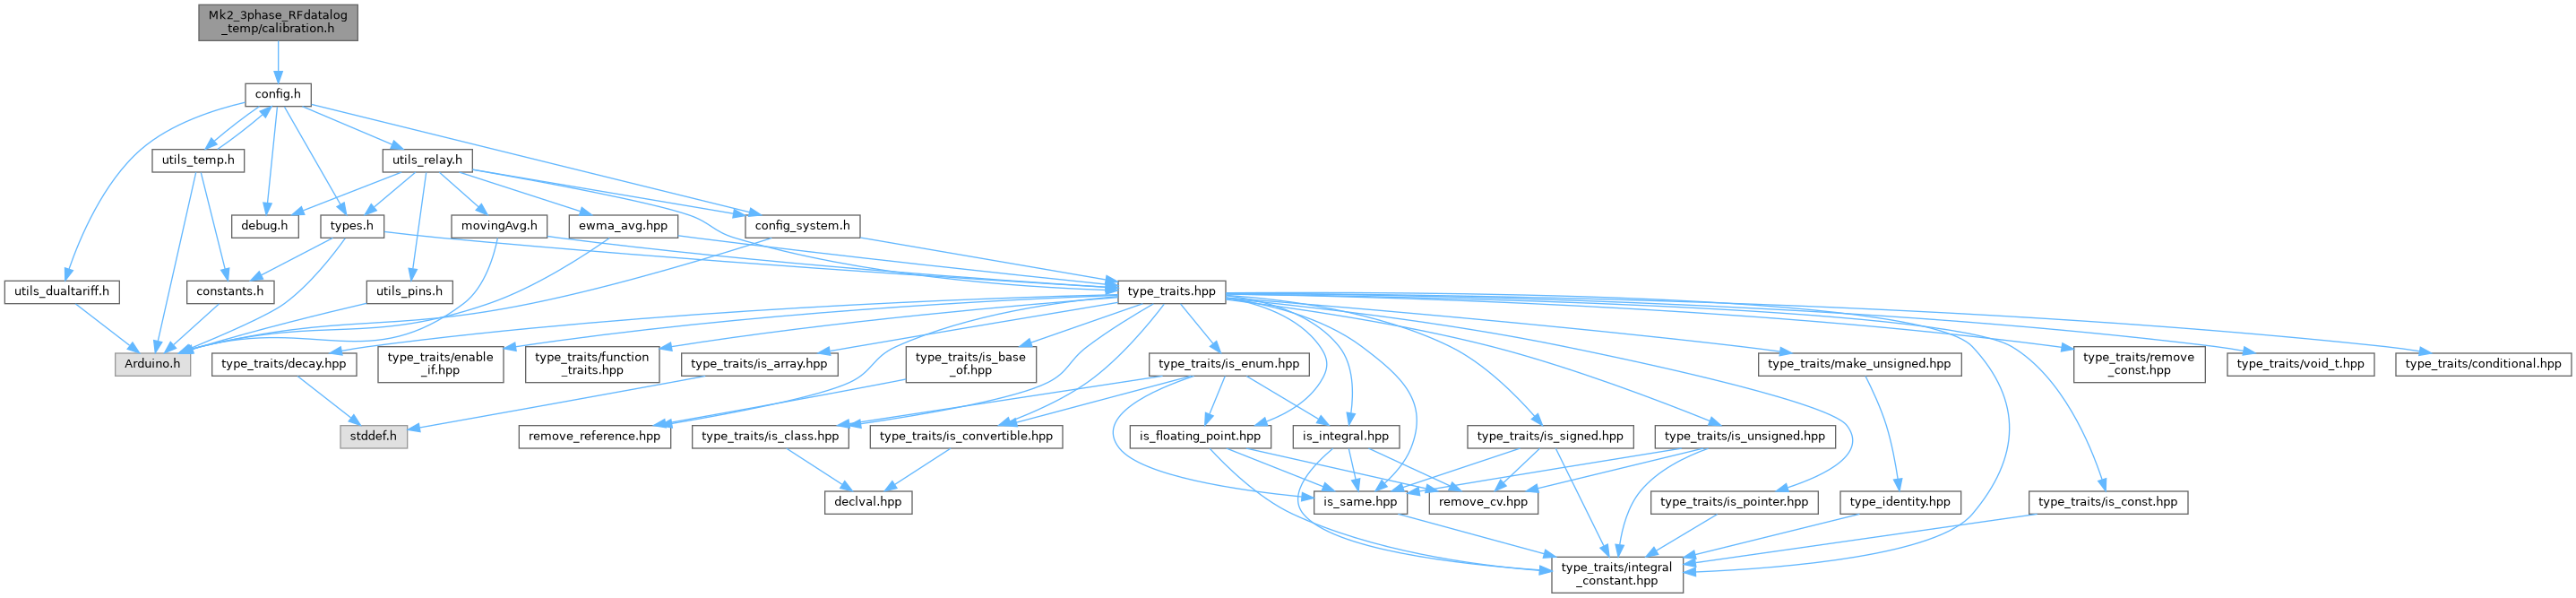 Mk2_3phase_RFdatalog
_temp/calibration.h
config.h
utils_temp.h
utils_relay.h
debug.h
types.h
movingAvg.h
ewma_avg.hpp
config_system.h
utils_dualtariff.h
constants.h
utils_pins.h
type_traits.hpp
Arduino.h
type_traits/decay.hpp
type_traits/enable
_if.hpp
type_traits/function
_traits.hpp
type_traits/is_array.hpp
type_traits/is_base
_of.hpp
type_traits/is_enum.hpp
type_traits/make_unsigned.hpp
type_traits/remove
_const.hpp
type_traits/void_t.hpp
type_traits/conditional.hpp
stddef.h
remove_reference.hpp
type_traits/is_class.hpp
type_traits/is_convertible.hpp
is_floating_point.hpp
is_integral.hpp
type_traits/is_signed.hpp
type_traits/is_unsigned.hpp
declval.hpp
is_same.hpp
remove_cv.hpp
type_traits/is_pointer.hpp
type_identity.hpp
type_traits/is_const.hpp
type_traits/integral
_constant.hpp